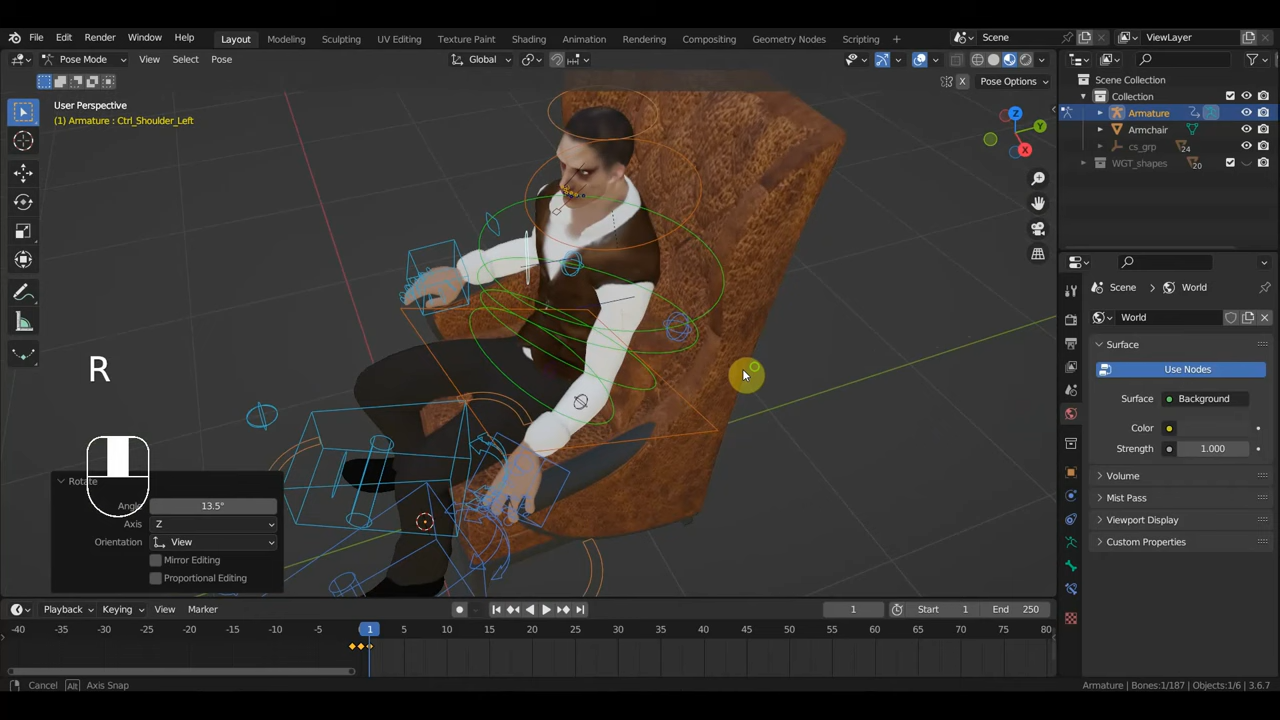 File Edit Render Window Help
Layout Modeling Sculpting UV Editing Texture Paint Shading Animation Rendering Compositing Geometry Nodes Scripting +
Scene
ViewLayer
Pose Mode View Select Pose
Global
X Pose Options
User Perspective
(1) Armature : Ctrl_Shoulder_Left
Z
Y
X
Scene Collection
Collection
Armature
Armchair
cs_grp 24
WGT_shapes 20
Scene > World
World
Surface
Use Nodes
Surface Background
Color
Strength 1.000
Volume
Mist Pass
Viewport Display
Custom Properties
R
Rotate
Angle 13.5°
Axis Z
Orientation View
Mirror Editing
Proportional Editing
Playback Keying View Marker
1 Start 1 End 250
-40 -35 -30 -25 -20 -15 -10 -5 1 5 10 15 20 25 30 35 40 45 50 55 60 65 70 75 80
Cancel Alt Axis Snap
Armature | Bones:1/187 | Objects:1/6 | 3.6.7